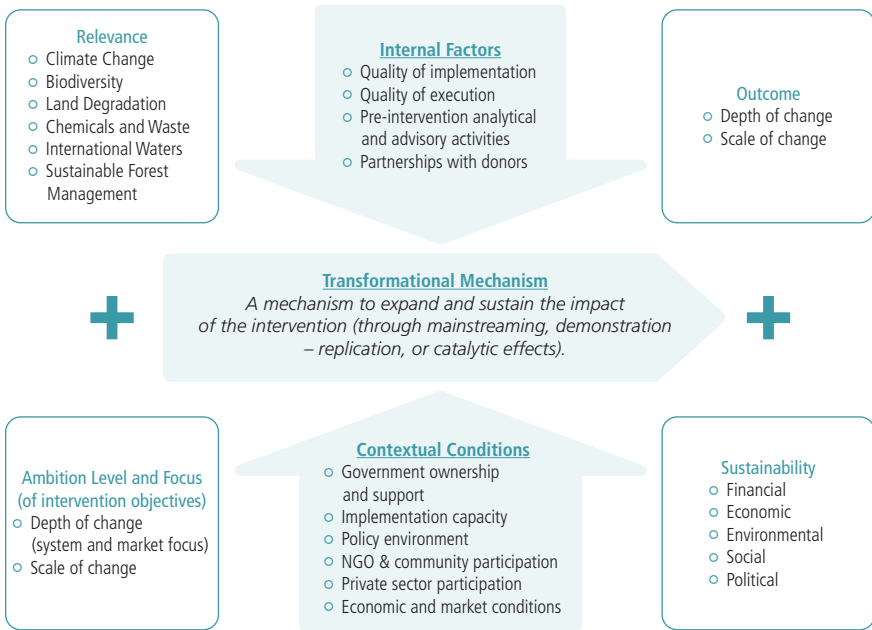 Relevance
Climate Change
Biodiversity
Land Degradation
Chemicals and Waste
International Waters
Sustainable Forest
Management
Internal Factors
Quality of implementation
Quality of execution
Pre-intervention analytical
and advisory activities
Partnerships with donors
Outcome
Depth of change
Scale of change
+
Transformational Mechanism
A mechanism to expand and sustain the impact
of the intervention (through mainstreaming, demonstration
– replication, or catalytic effects).
+
Ambition Level and Focus
(of intervention objectives)
Depth of change
(system and market focus)
Scale of change
Contextual Conditions
Government ownership
and support
Implementation capacity
Policy environment
NGO & community participation
Private sector participation
Economic and market conditions
Sustainability
Financial
Economic
Environmental
Social
Political